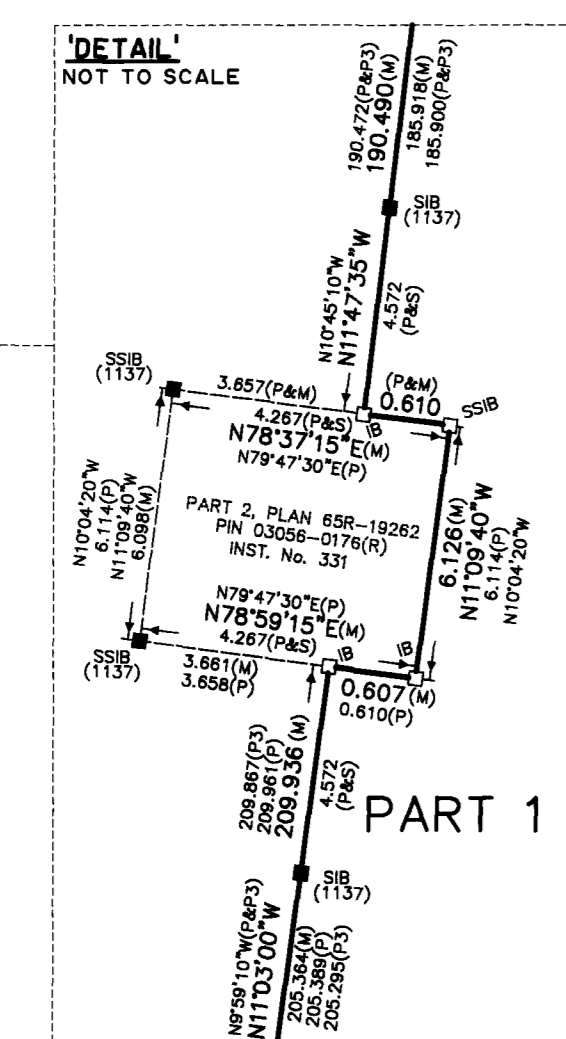 'DETAIL'
NOT TO SCALE
190.472(P&P3)
190.490(M)
185.918(M)
185.900(P&P3)
SIB
(1137)
N10°45'10"W
N11°47'35"W
4.572
(P&S)
SSIB
(1137)
3.657(P&M)
(P&M)
0.610
SSIB
4.267(P&S)
IB
N78°37'15"E(M)
N79°47'30"E(P)
N10°04'20"W
6.114(P)
N11°09'40"W
6.098(M)
PART 2, PLAN 65R-19262
PIN 03056-0176(R)
INST. No. 331
6.126(M)
N11°09'40"W
6.114(P)
N10°04'20"W
N79°47'30"E(P)
N78°59'15"E(M)
4.267(P&S)
IB
IB
SSIB
(1137)
3.661(M)
3.658(P)
0.607(M)
0.610(P)
209.867(P3)
209.961(P)
209.936(M)
4.572
(P&S)
PART 1
SIB
(1137)
N9°59'10"W(P&P3)
N11°03'00"W
205.364(M)
205.389(P)
205.295(P3)